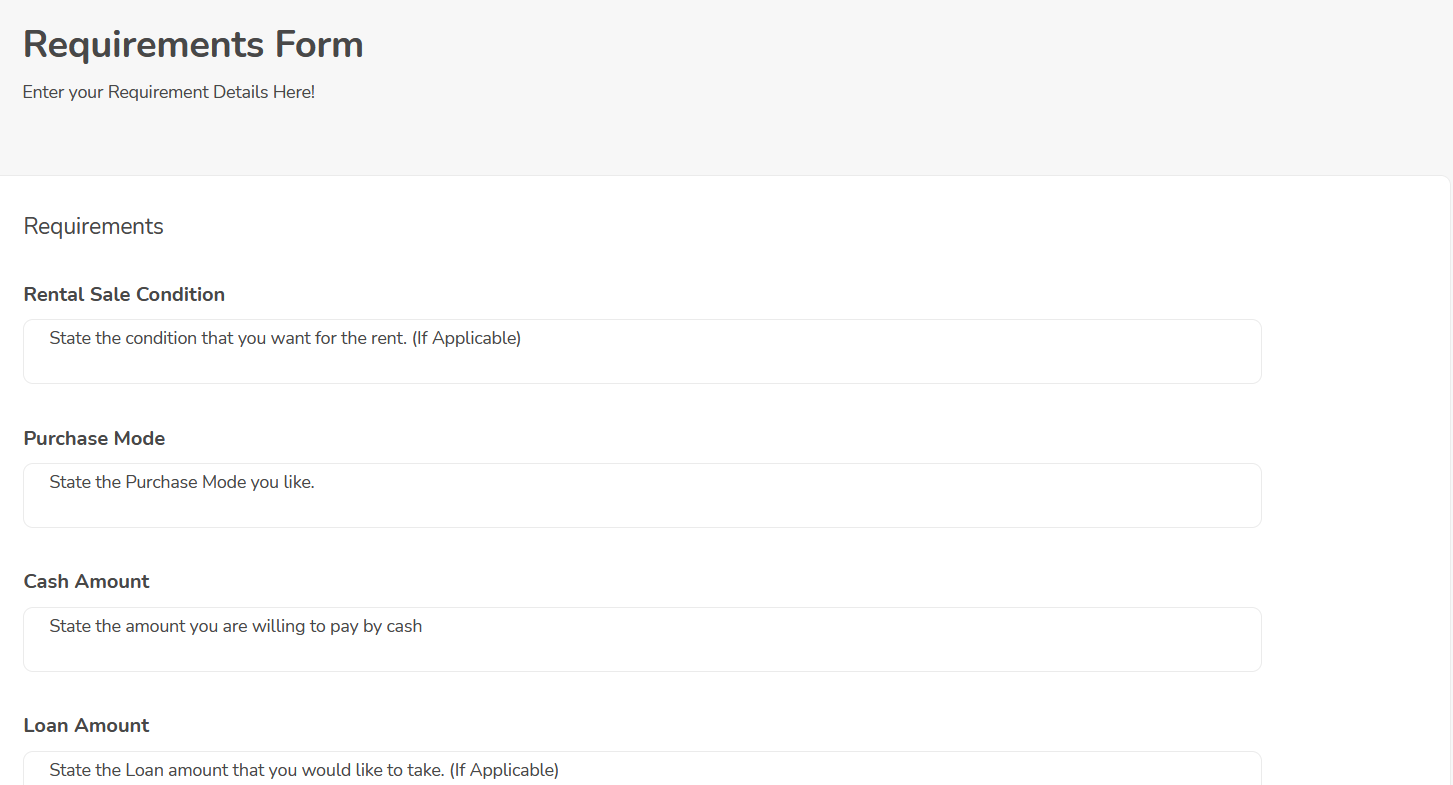 Requirements Form
Enter your Requirement Details Here!
Requirements
Rental Sale Condition
State the condition that you want for the rent. (If Applicable)
Purchase Mode
State the Purchase Mode you like.
Cash Amount
State the amount you are willing to pay by cash
Loan Amount
State the Loan amount that you would like to take. (If Applicable)